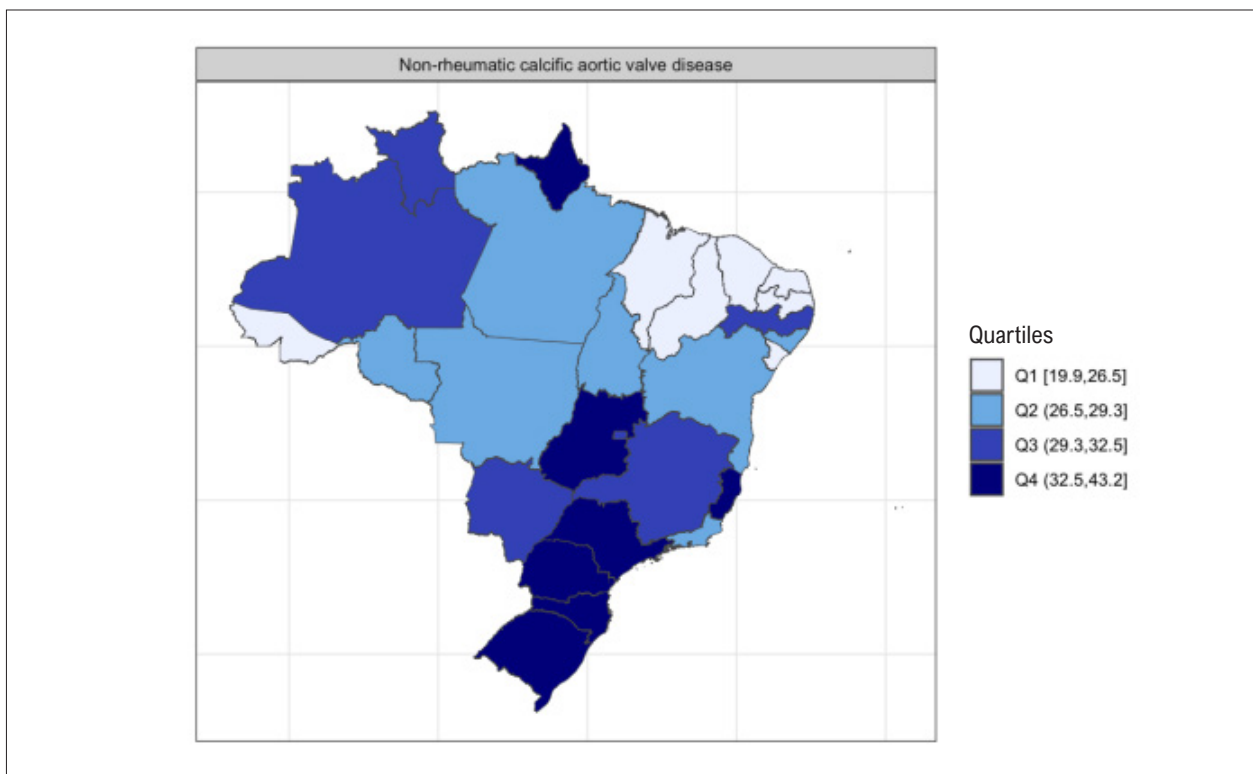 Non-rheumatic calcific aortic valve disease
Quartiles
Q1 [19.9,26.5]
Q2 (26.5,29.3]
Q3 (29.3,32.5]
Q4 (32.5,43.2]